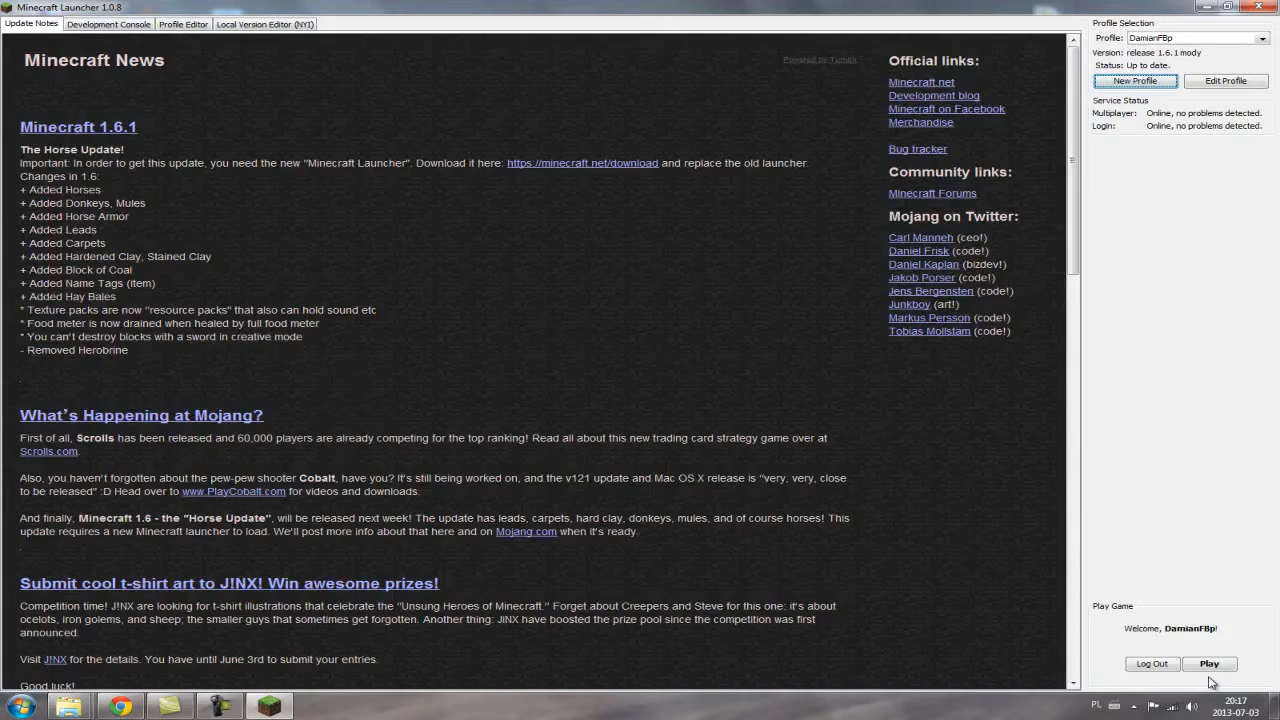 Minecraft Launcher 1.0.8
Update Notes
Development Console
Profile Editor
Local Version Editor (NYI)
Minecraft News
Powered by Tumblr
Minecraft 1.6.1
The Horse Update!
Important: In order to get this update, you need the new "Minecraft Launcher". Download it here: https://minecraft.net/download and replace the old launcher.
Changes in 1.6:
+ Added Horses
+ Added Donkeys, Mules
+ Added Horse Armor
+ Added Leads
+ Added Carpets
+ Added Hardened Clay, Stained Clay
+ Added Block of Coal
+ Added Name Tags (item)
+ Added Hay Bales
* Texture packs are now "resource packs" that also can hold sound etc
* Food meter is now drained when healed by full food meter
* You can't destroy blocks with a sword in creative mode
- Removed Herobrine
.
What's Happening at Mojang?
First of all, Scrolls has been released and 60,000 players are already competing for the top ranking! Read all about this new trading card strategy game over at
Scrolls.com.
Also, you haven't forgotten about the pew-pew shooter Cobalt, have you? It's still being worked on, and the v121 update and Mac OS X release is "very, very, close
to be released" :D Head over to www.PlayCobalt.com for videos and downloads.
And finally, Minecraft 1.6 - the "Horse Update", will be released next week! The update has leads, carpets, hard clay, donkeys, mules, and of course horses! This
update requires a new Minecraft launcher to load. We'll post more info about that here and on Mojang.com when it's ready.
.
Submit cool t-shirt art to J!NX! Win awesome prizes!
Competition time! J!NX are looking for t-shirt illustrations that celebrate the "Unsung Heroes of Minecraft." Forget about Creepers and Steve for this one: it's about
ocelots, iron golems, and sheep; the smaller guys that sometimes get forgotten. Another thing: JINX have boosted the prize pool since the competition was first
announced.
Visit J!NX for the details. You have until June 3rd to submit your entries.
Good luck!
Official links:
Minecraft.net
Development blog
Minecraft on Facebook
Merchandise
Bug tracker
Community links:
Minecraft Forums
Mojang on Twitter:
Carl Manneh (ceo!)
Daniel Frisk (code!)
Daniel Kaplan (bizdev!)
Jakob Porser (code!)
Jens Bergensten (code!)
Junkboy (art!)
Markus Persson (code!)
Tobias Mollstam (code!)
Profile Selection
Profile: DamianFBp
Version: release 1.6.1 mody
Status: Up to date.
New Profile
Edit Profile
Service Status
Multiplayer: Online, no problems detected.
Login: Online, no problems detected.
Play Game
Welcome, DamianFBp!
Log Out
Play
PL
20:17
2013-07-03